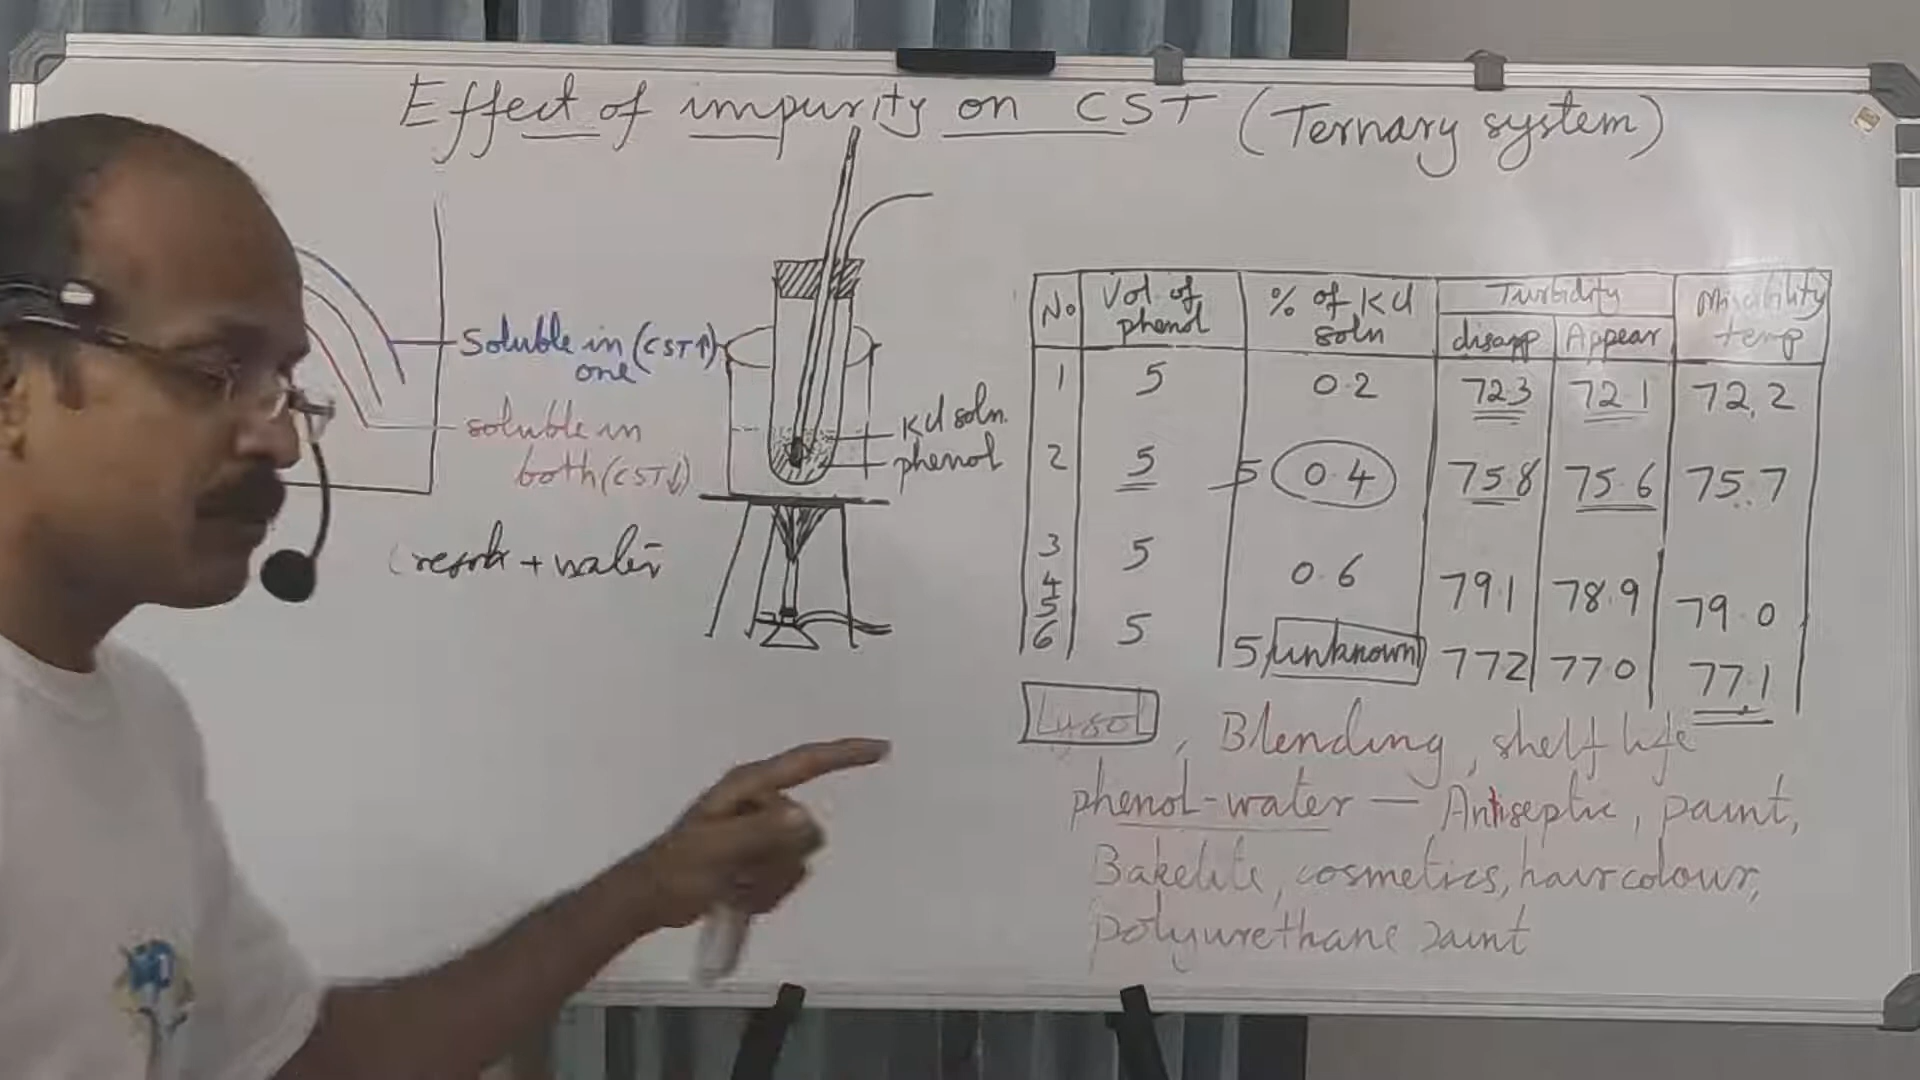 Effect of impurity on CST (Ternary system)
Soluble in (CST↑)
one
soluble in
both (CST↓)
+ water
KCl soln.
phenol
No
Vol. of
phenol
% of KCl
soln
Turbidity
disapp
Appear
Miscibility
temp
1 5 0.2 72.3 72.1 72.2
2 5 5 0.4 75.8 75.6 75.7
3 5 0.6 79.1 78.9 79.0
4
5
6 5 5 unknown 77.2 77.0 77.1
Lysol, Blending, shelf life
phenol-water — Antiseptic, paint,
Bakelite, cosmetics, hair colour,
polyurethane paint